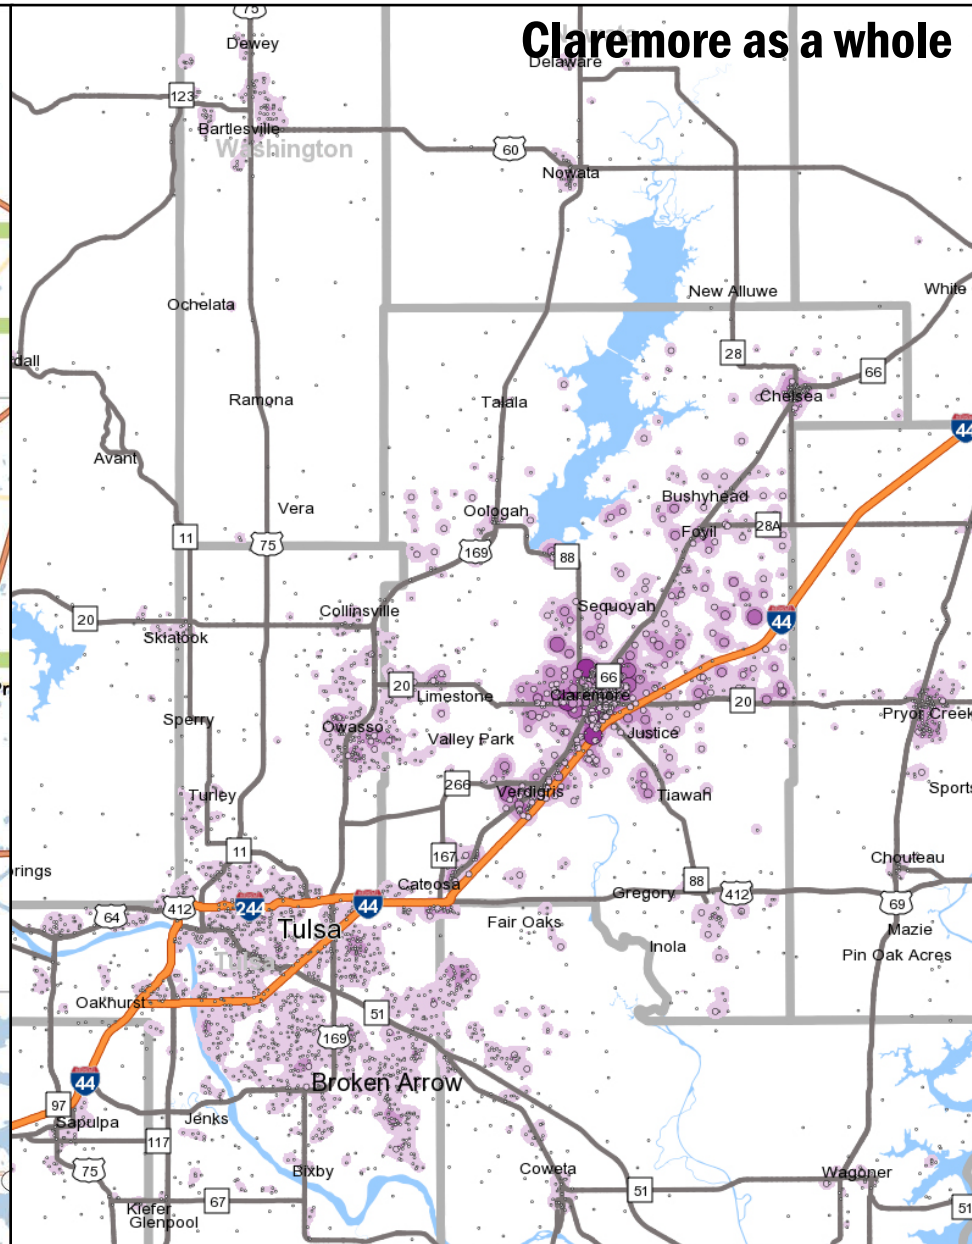 75
Claremore as a whole
Dewey
Delaware
123
Bartlesville
Washington
60
Nowata
New Alluwe
White
Ochelata
28
66
dall
Chelsea
Ramona
Talala
44
Avant
Bushyhead
Vera
Oologah
28A
Foyil
11
75
169
88
Sequoyah
Collinsville
20
44
Skiatook
66
20
Limestone
Claremore
20
Sperry
Pryor Creek
Owasso
Justice
Valley Park
266
Verdigris
Tiawah
Sports
Turley
11
167
Chouteau
rings
Catoosa
88
Gregory
412
412
244
44
69
64
Fair Oaks
Tulsa
Mazie
Inola
Pin Oak Acres
Oakhurst
51
169
44
Broken Arrow
97
Sapulpa
Jenks
117
75
Bixby
Coweta
Wagoner
51
67
51
Kiefer
Glenpool